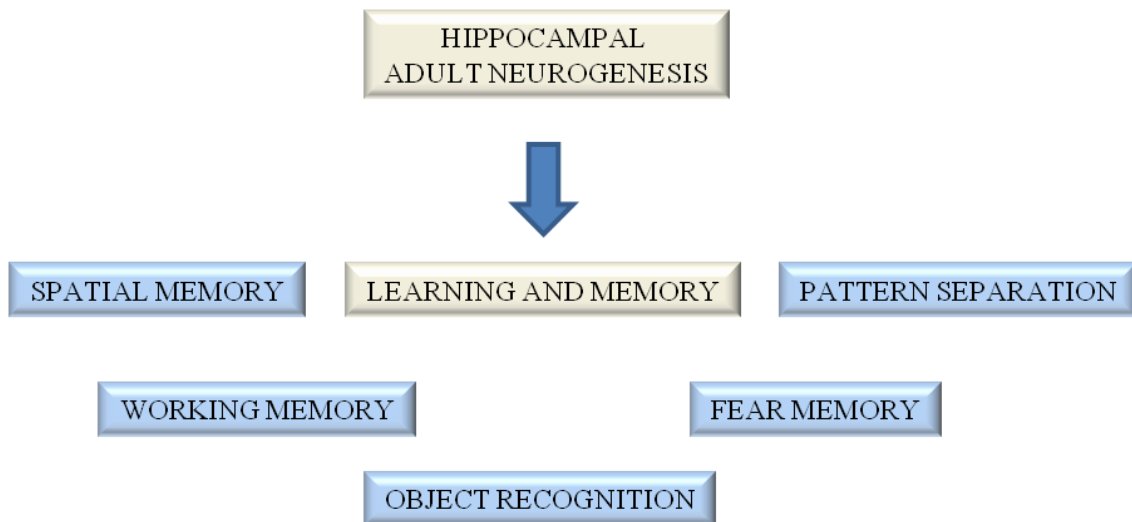 HIPPOCAMPAL
ADULT NEUROGENESIS
SPATIAL MEMORY
LEARNING AND MEMORY
PATTERN SEPARATION
WORKING MEMORY
FEAR MEMORY
OBJECT RECOGNITION